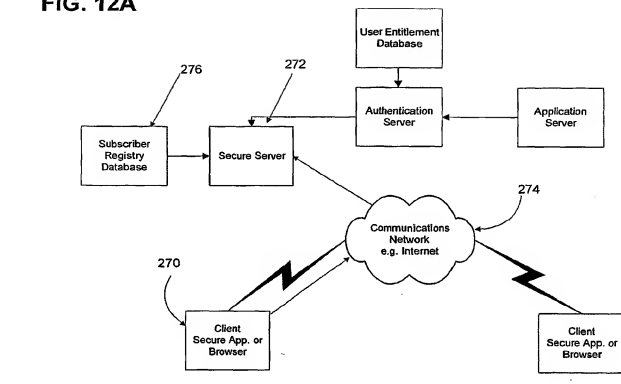 FIG. 12A
User Entitlement
Database
276
272
Authentication
Server
Application
Server
Subscriber
Registry
Database
Secure Server
274
Communications
Network
e.g. Internet
270
Client
Secure App. or
Browser
Client
Secure App. or
Browser